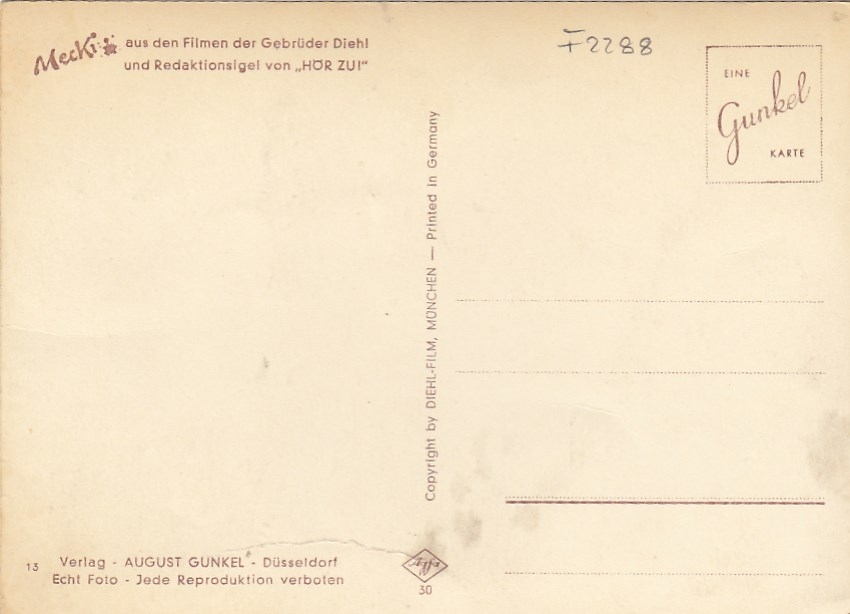 Mecki aus den Filmen der Gebrüder Diehl
und Redaktionsigel von „HÖR ZU!“
F2288
EINE
Gunkel
KARTE
Copyright by DIEHL-FILM, MÜNCHEN — Printed in Germany
13 Verlag - AUGUST GUNKEL - Düsseldorf
Echt Foto - Jede Reproduktion verboten
Agfa
30